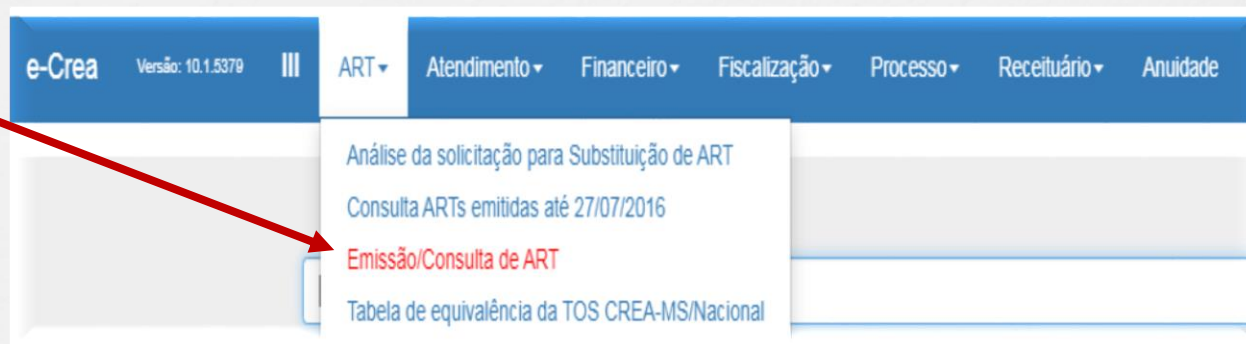 e-Crea Versão: 10.1.5379 ART Atendimento Financeiro Fiscalização Processo Receituário Anuidade
Análise da solicitação para Substituição de ART
Consulta ARTs emitidas até 27/07/2016
Emissão/Consulta de ART
Tabela de equivalência da TOS CREA-MS/Nacional